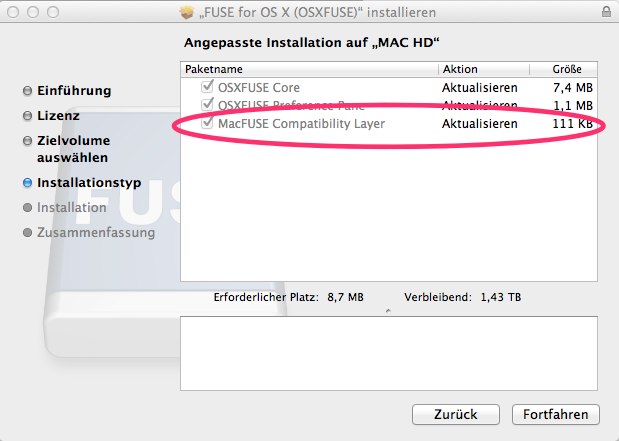 „FUSE for OS X (OSXFUSE)“ installieren
Angepasste Installation auf „MAC HD“
Einführung
Lizenz
Zielvolume
auswählen
Installationstyp
Installation
Zusammenfassung
FUS
Paketname Aktion Größe
OSXFUSE Core Aktualisieren 7,4 MB
OSXFUSE Preference Pane Aktualisieren 1,1 MB
MacFUSE Compatibility Layer Aktualisieren 111 KB
Erforderlicher Platz: 8,7 MB Verbleibend: 1,43 TB
Zurück Fortfahren